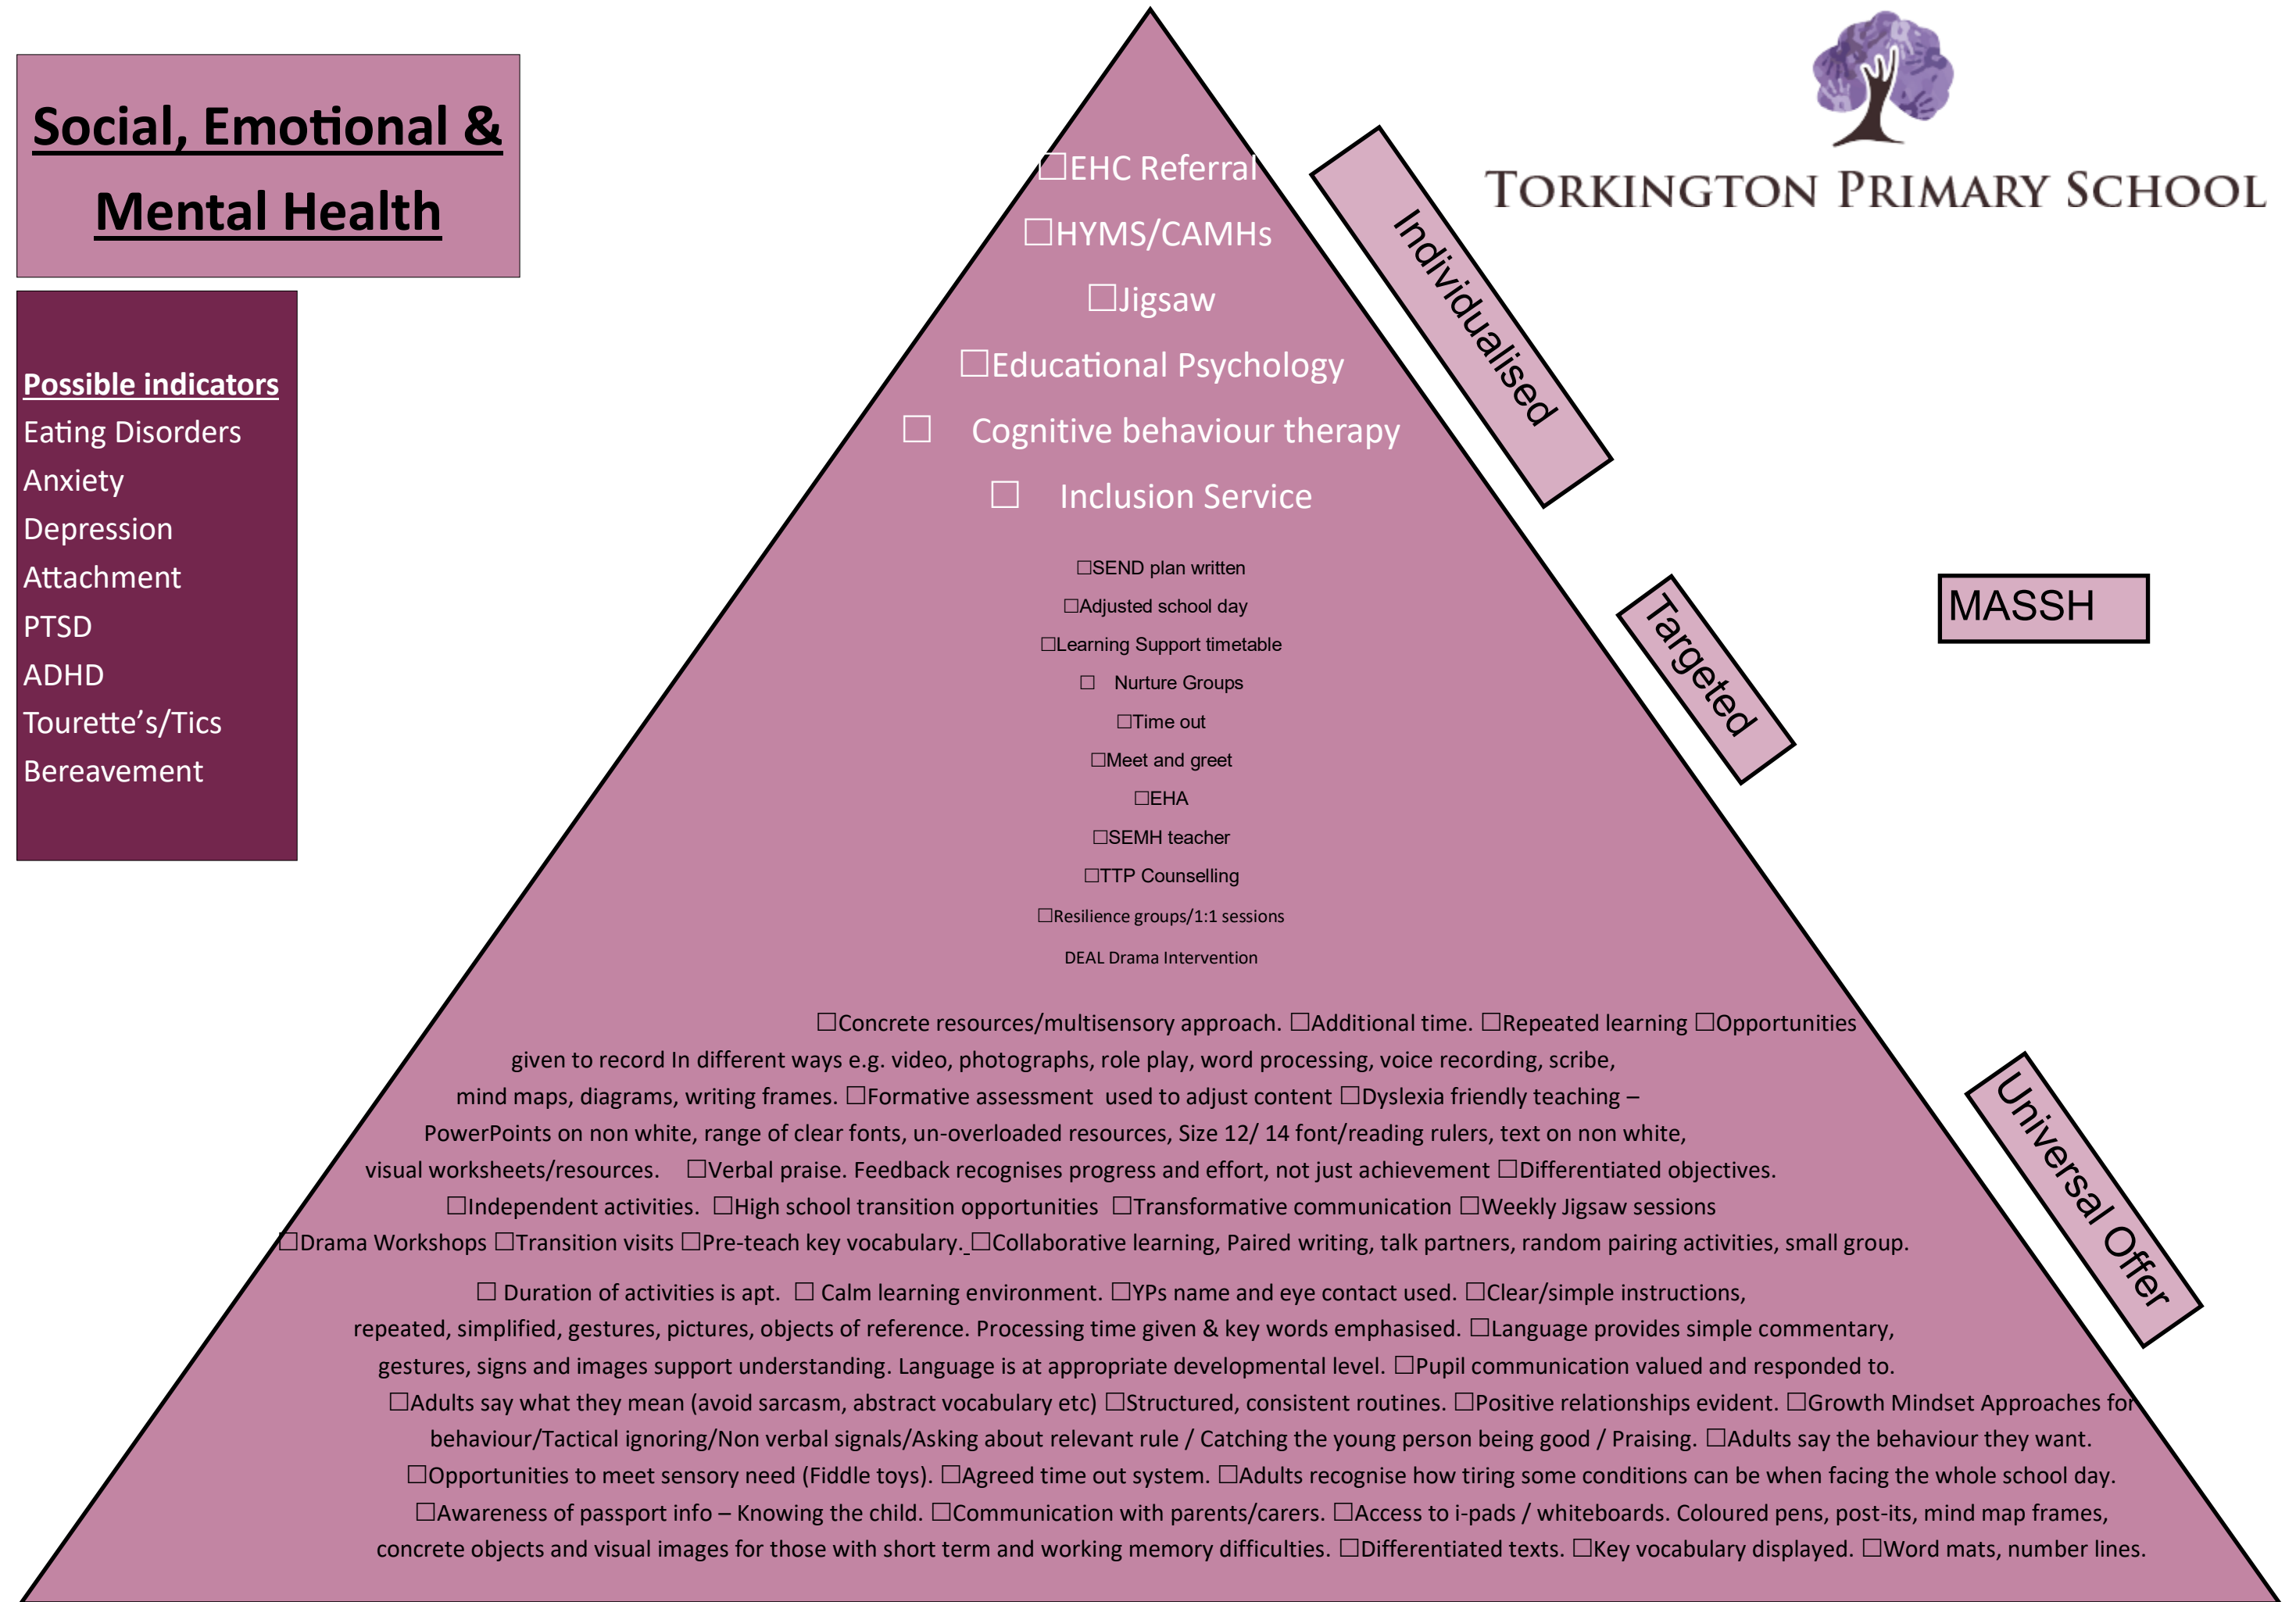 Social, Emotional &
Mental Health
TORKINGTON PRIMARY SCHOOL
Possible indicators
Eating Disorders
Anxiety
Depression
Attachment
PTSD
ADHD
Tourette’s/Tics
Bereavement
☐EHC Referral
☐HYMS/CAMHs
☐Jigsaw
☐Educational Psychology
☐ Cognitive behaviour therapy
☐ Inclusion Service
Individualised
☐SEND plan written
☐Adjusted school day
☐Learning Support timetable
☐ Nurture Groups
☐Time out
☐Meet and greet
☐EHA
☐SEMH teacher
☐TTP Counselling
☐Resilience groups/1:1 sessions
DEAL Drama Intervention
Targeted
MASSH
☐Concrete resources/multisensory approach. ☐Additional time. ☐Repeated learning ☐Opportunities
given to record In different ways e.g. video, photographs, role play, word processing, voice recording, scribe,
mind maps, diagrams, writing frames. ☐Formative assessment  used to adjust content ☐Dyslexia friendly teaching –
PowerPoints on non white, range of clear fonts, un-overloaded resources, Size 12/ 14 font/reading rulers, text on non white,
visual worksheets/resources.   ☐Verbal praise. Feedback recognises progress and effort, not just achievement ☐Differentiated objectives.
☐Independent activities.  ☐High school transition opportunities  ☐Transformative communication ☐Weekly Jigsaw sessions
☐Drama Workshops ☐Transition visits ☐Pre-teach key vocabulary. ☐Collaborative learning, Paired writing, talk partners, random pairing activities, small group.
☐ Duration of activities is apt.  ☐ Calm learning environment. ☐YPs name and eye contact used. ☐Clear/simple instructions,
repeated, simplified, gestures, pictures, objects of reference. Processing time given & key words emphasised. ☐Language provides simple commentary,
gestures, signs and images support understanding. Language is at appropriate developmental level. ☐Pupil communication valued and responded to.
☐Adults say what they mean (avoid sarcasm, abstract vocabulary etc) ☐Structured, consistent routines. ☐Positive relationships evident. ☐Growth Mindset Approaches for
behaviour/Tactical ignoring/Non verbal signals/Asking about relevant rule / Catching the young person being good / Praising. ☐Adults say the behaviour they want.
☐Opportunities to meet sensory need (Fiddle toys). ☐Agreed time out system. ☐Adults recognise how tiring some conditions can be when facing the whole school day.
☐Awareness of passport info – Knowing the child. ☐Communication with parents/carers. ☐Access to i-pads / whiteboards. Coloured pens, post-its, mind map frames,
concrete objects and visual images for those with short term and working memory difficulties. ☐Differentiated texts. ☐Key vocabulary displayed. ☐Word mats, number lines.
Universal Offer